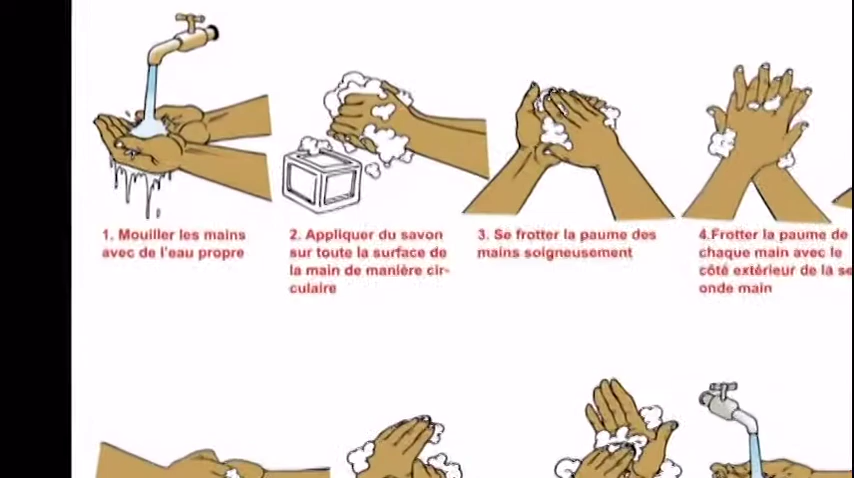 1. Mouiller les mains
avec de l'eau propre
2. Appliquer du savon
sur toute la surface de
la main de manière cir-
culaire
3. Se frotter la paume des
mains soigneusement
4.Frotter la paume de
chaque main avec le
côté extérieur de la se
onde main